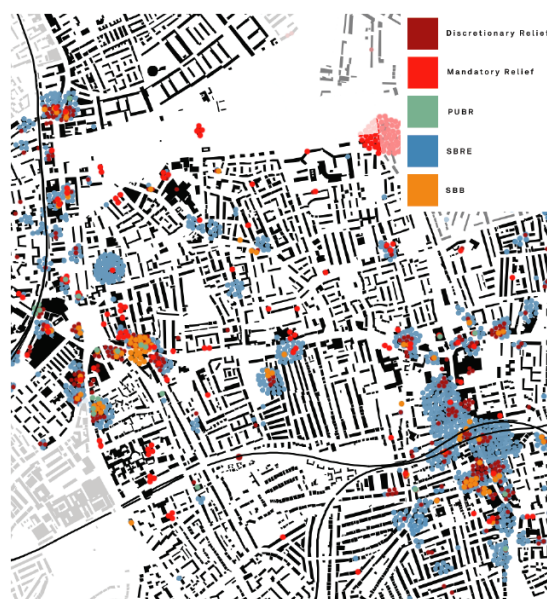 Discretionary Relief
Mandatory Relief
PUBR
SBRE
SBB